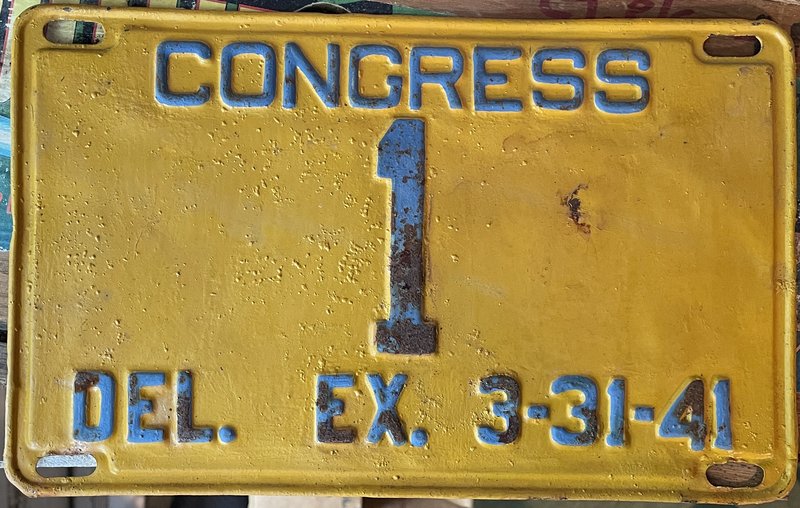 CONGRESS
1
DEL. EX. 3-31-41